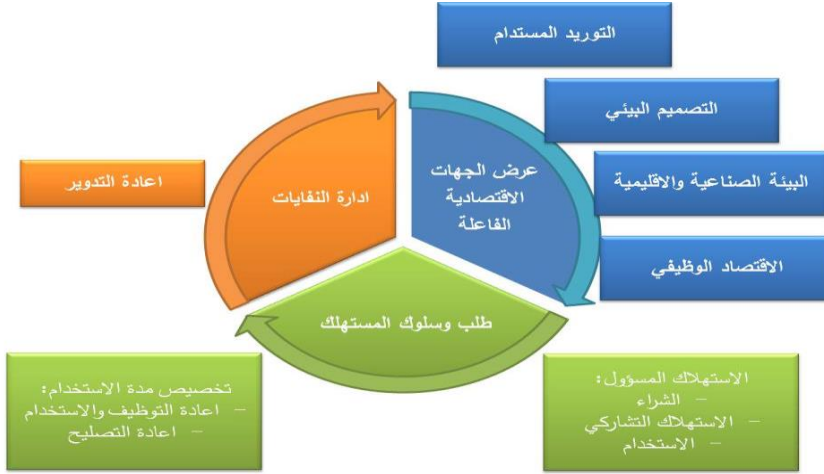 التوريد المستدام
التصميم البيئي
البيئة الصناعية والاقليمية
الاقتصاد الوظيفي
عرض الجهات
الاقتصادية
الفاعلة
ادارة النفايات
اعادة التدوير
طلب وسلوك المستهلك
الاستهلاك المسؤول:
– الشراء
– الاستهلاك التشاركي
– الاستخدام
تخصيص مدة الاستخدام:
– اعادة التوظيف والاستخدام
– اعادة التصليح